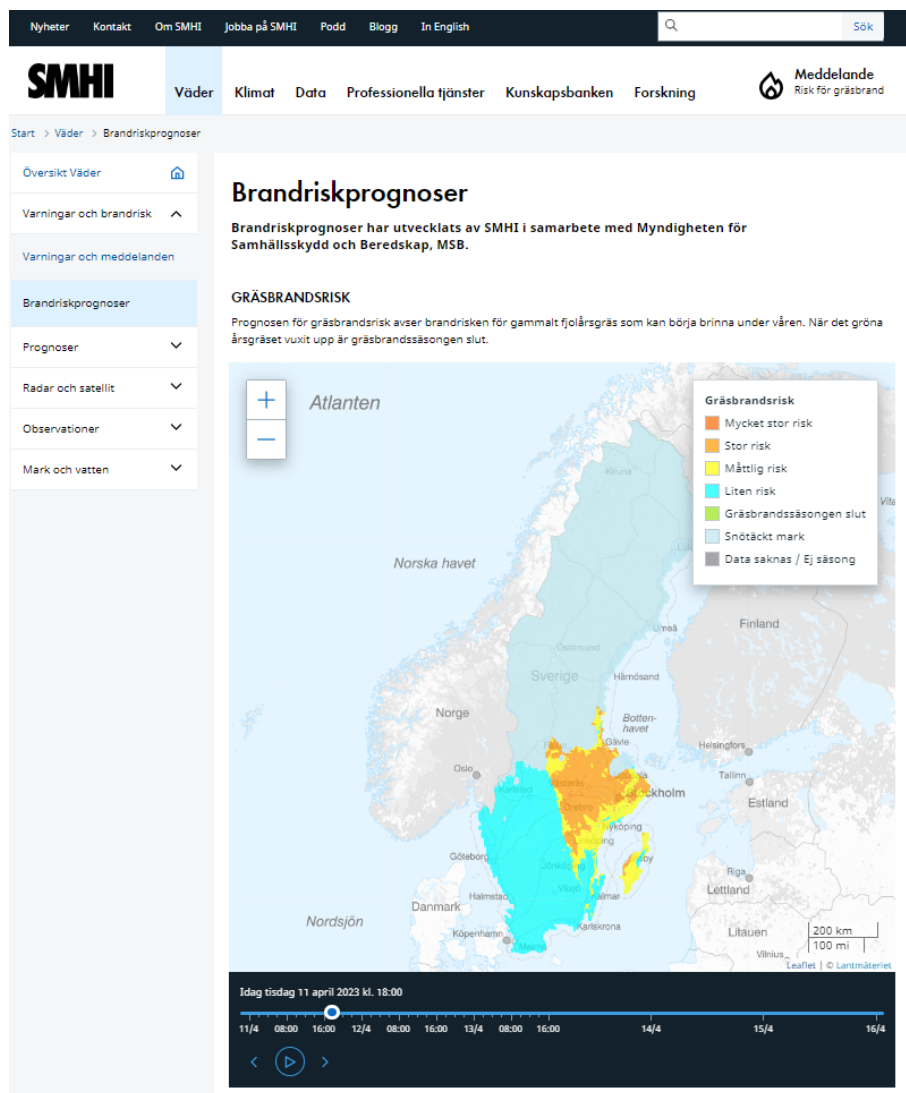 Nyheter Kontakt Om SMHI Jobba på SMHI Podd Blogg In English Sök
SMHI
Väder Klimat Data Professionella tjänster Kunskapsbanken Forskning
Meddelande
Risk för gräsbrand
Start > Väder > Brandriskprognoser
Översikt Väder
Varningar och brandrisk
Varningar och meddelanden
Brandriskprognoser
Prognoser
Radar och satellit
Observationer
Mark och vatten
Brandriskprognoser
Brandriskprognoser har utvecklats av SMHI i samarbete med Myndigheten för
Samhällsskydd och Beredskap, MSB.
GRÄSBRANDSRISK
Prognosen för gräsbrandsrisk avser brandrisken för gammalt fjolårsgräs som kan börja brinna under våren. När det gröna
årsgräset vuxit upp är gräsbrandssäsongen slut.
+
−
Atlanten
Gräsbrandsrisk
Mycket stor risk
Stor risk
Måttlig risk
Liten risk
Gräsbrandssäsongen slut
Snötäckt mark
Data saknas / Ej säsong
Kiruna
Norska havet
Umeå
Finland
Östersund
Sverige
Härnösand
Norge
Botten-
havet
Gävle
Helsingfors
Oslo
Tallinn
Karlstad
Västerås
Örebro
Estland
Nyköping
Göteborg
Jönköping
Visby
Riga
Växjö
Kalmar
Lettland
Halmstad
Danmark
Nordsjön
Köpenhamn
Malmö
Karlskrona
Litauen
Vilnius
200 km
100 mi
Leaflet | © Lantmäteriet
Idag tisdag 11 april 2023 kl. 18:00
11/4 08:00 16:00 12/4 08:00 16:00 13/4 08:00 16:00 14/4 15/4 16/4